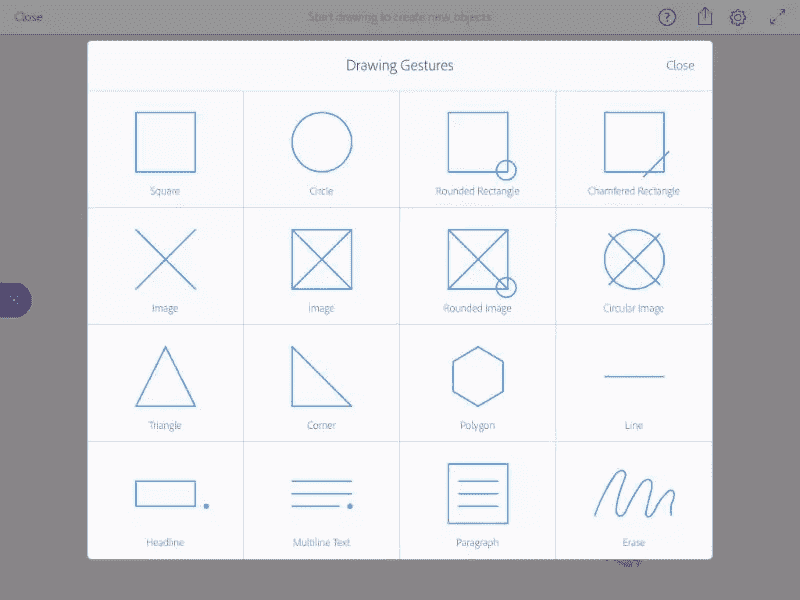 Close
Start drawing to create new objects
Drawing Gestures
Close
Square
Circle
Rounded Rectangle
Chamfered Rectangle
Image
Image
Rounded Image
Circular Image
Triangle
Corner
Polygon
Line
Headline
Multiline Text
Paragraph
Erase